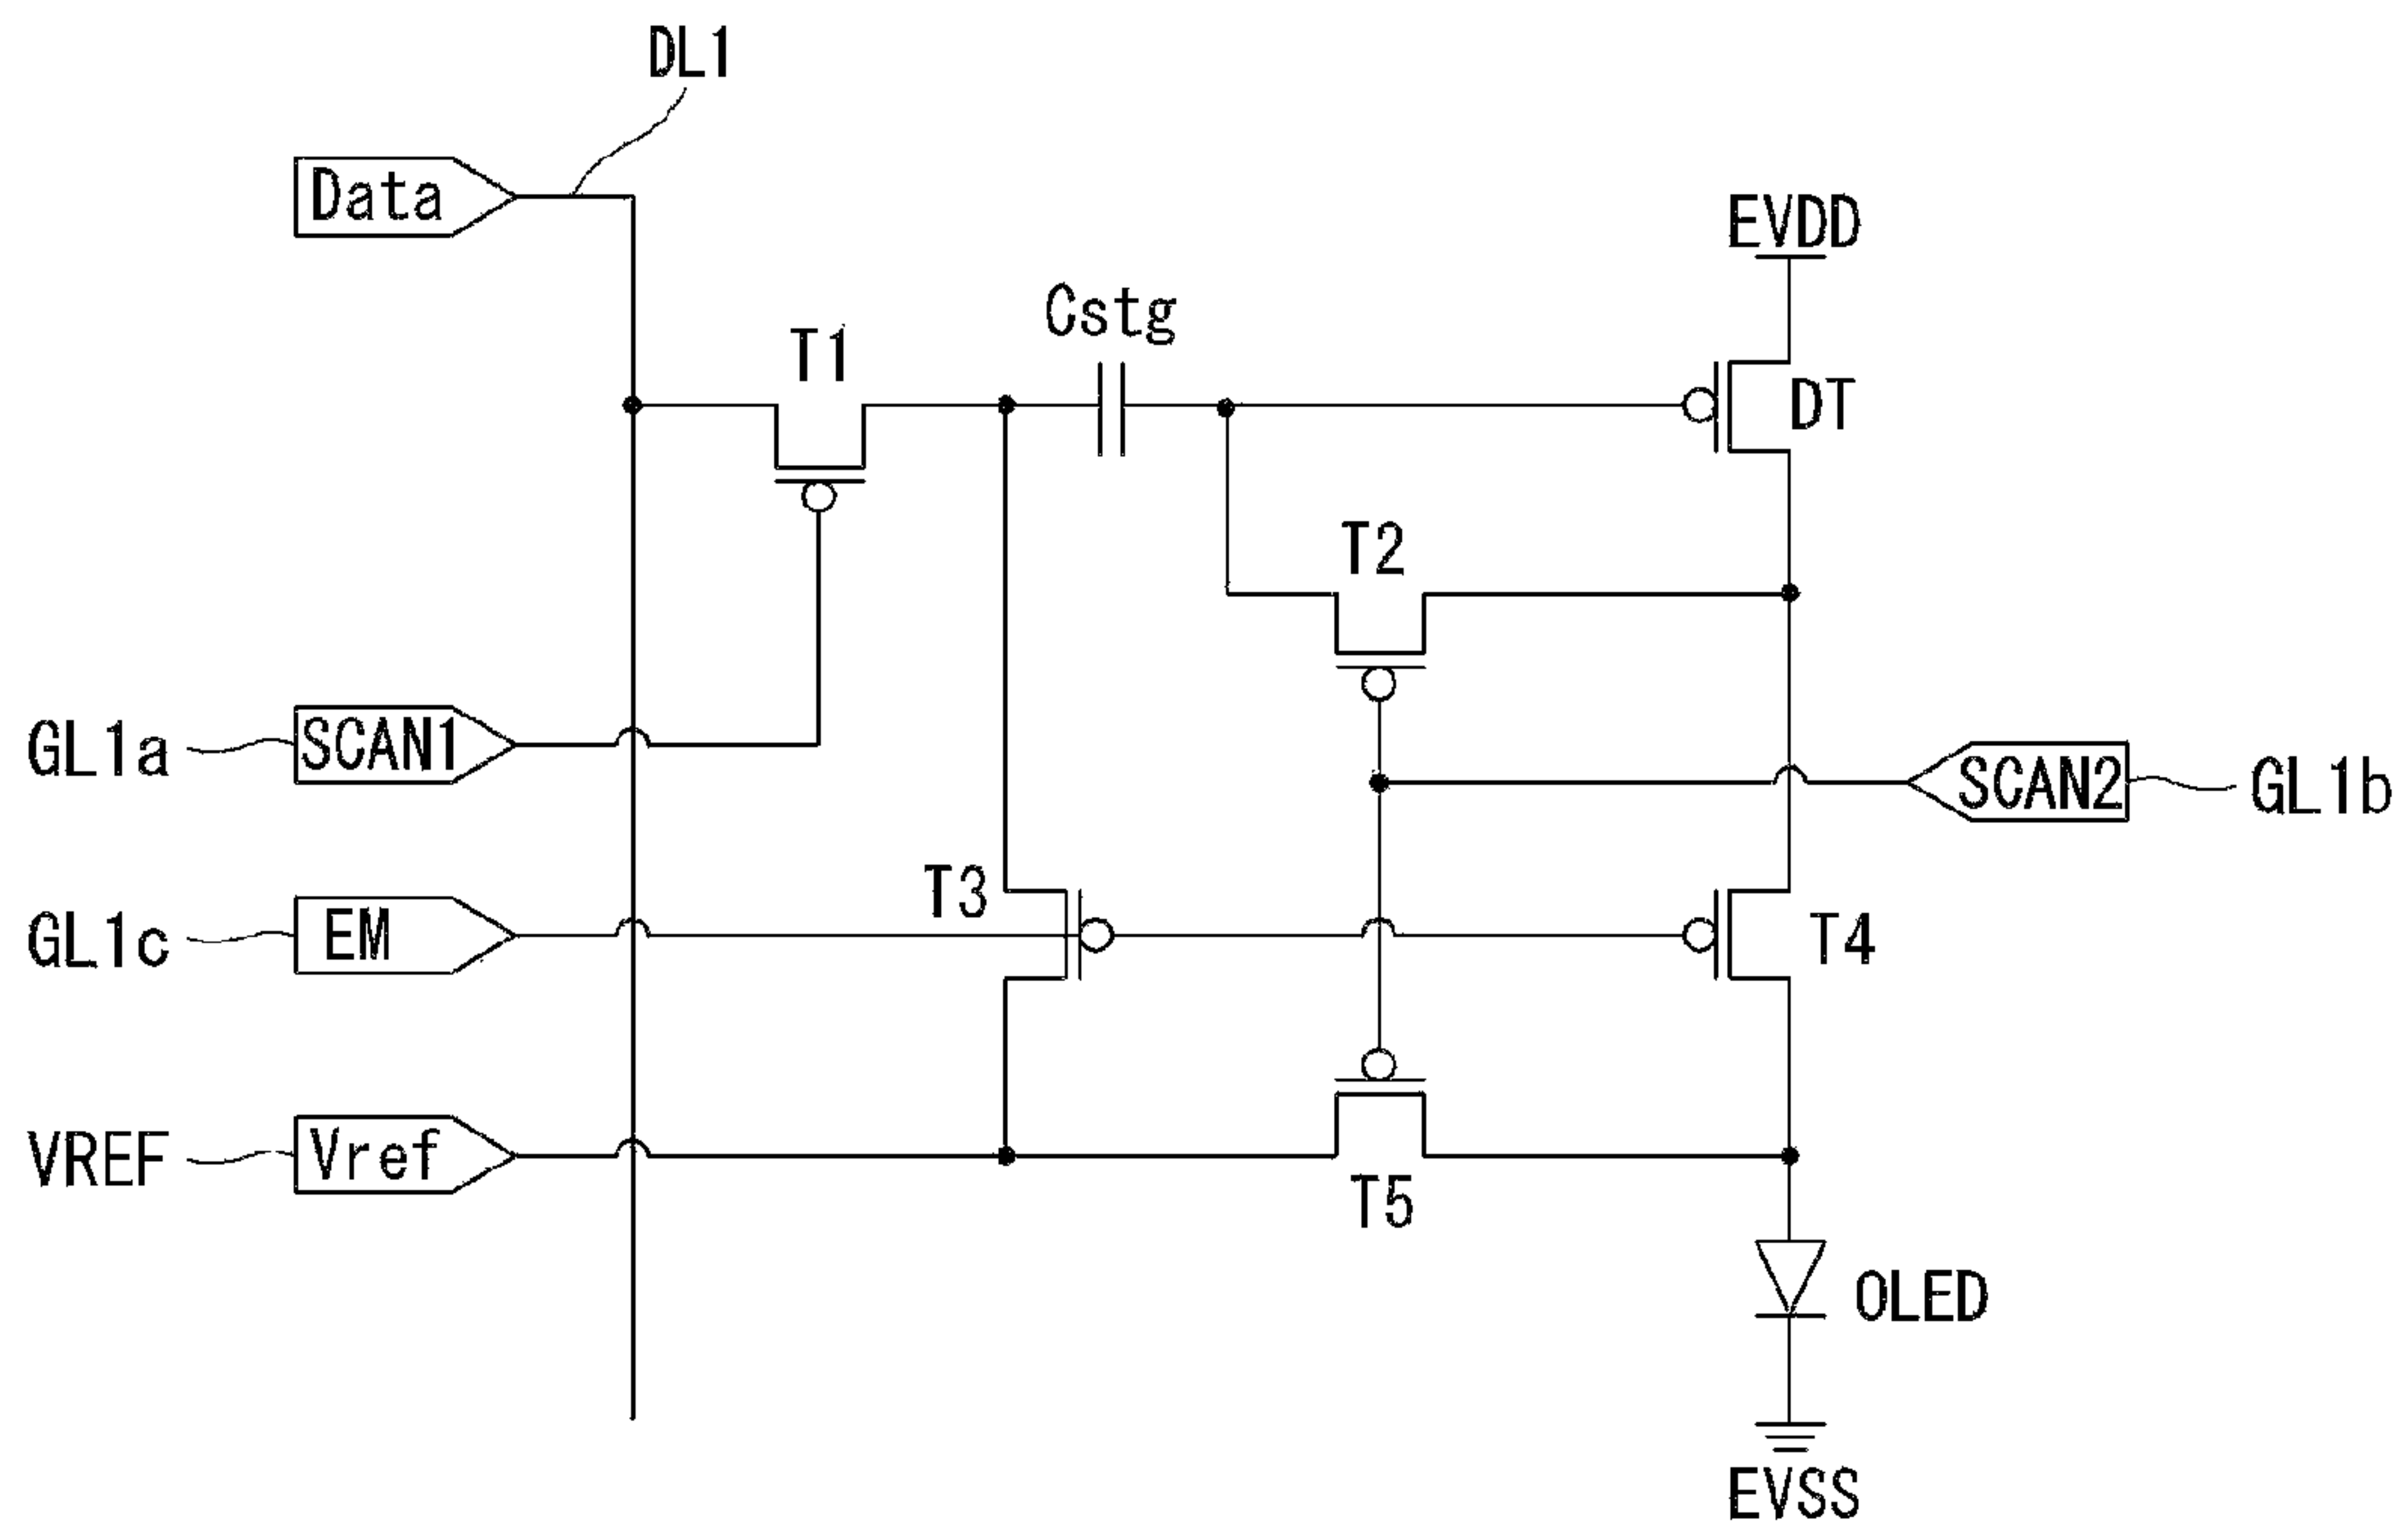 DL1
Data
EVDD
Cstg
T1
DT
T2
GL1a
SCAN1
SCAN2
GL1b
T3
GL1c
EM
T4
VREF
Vref
T5
OLED
EVSS